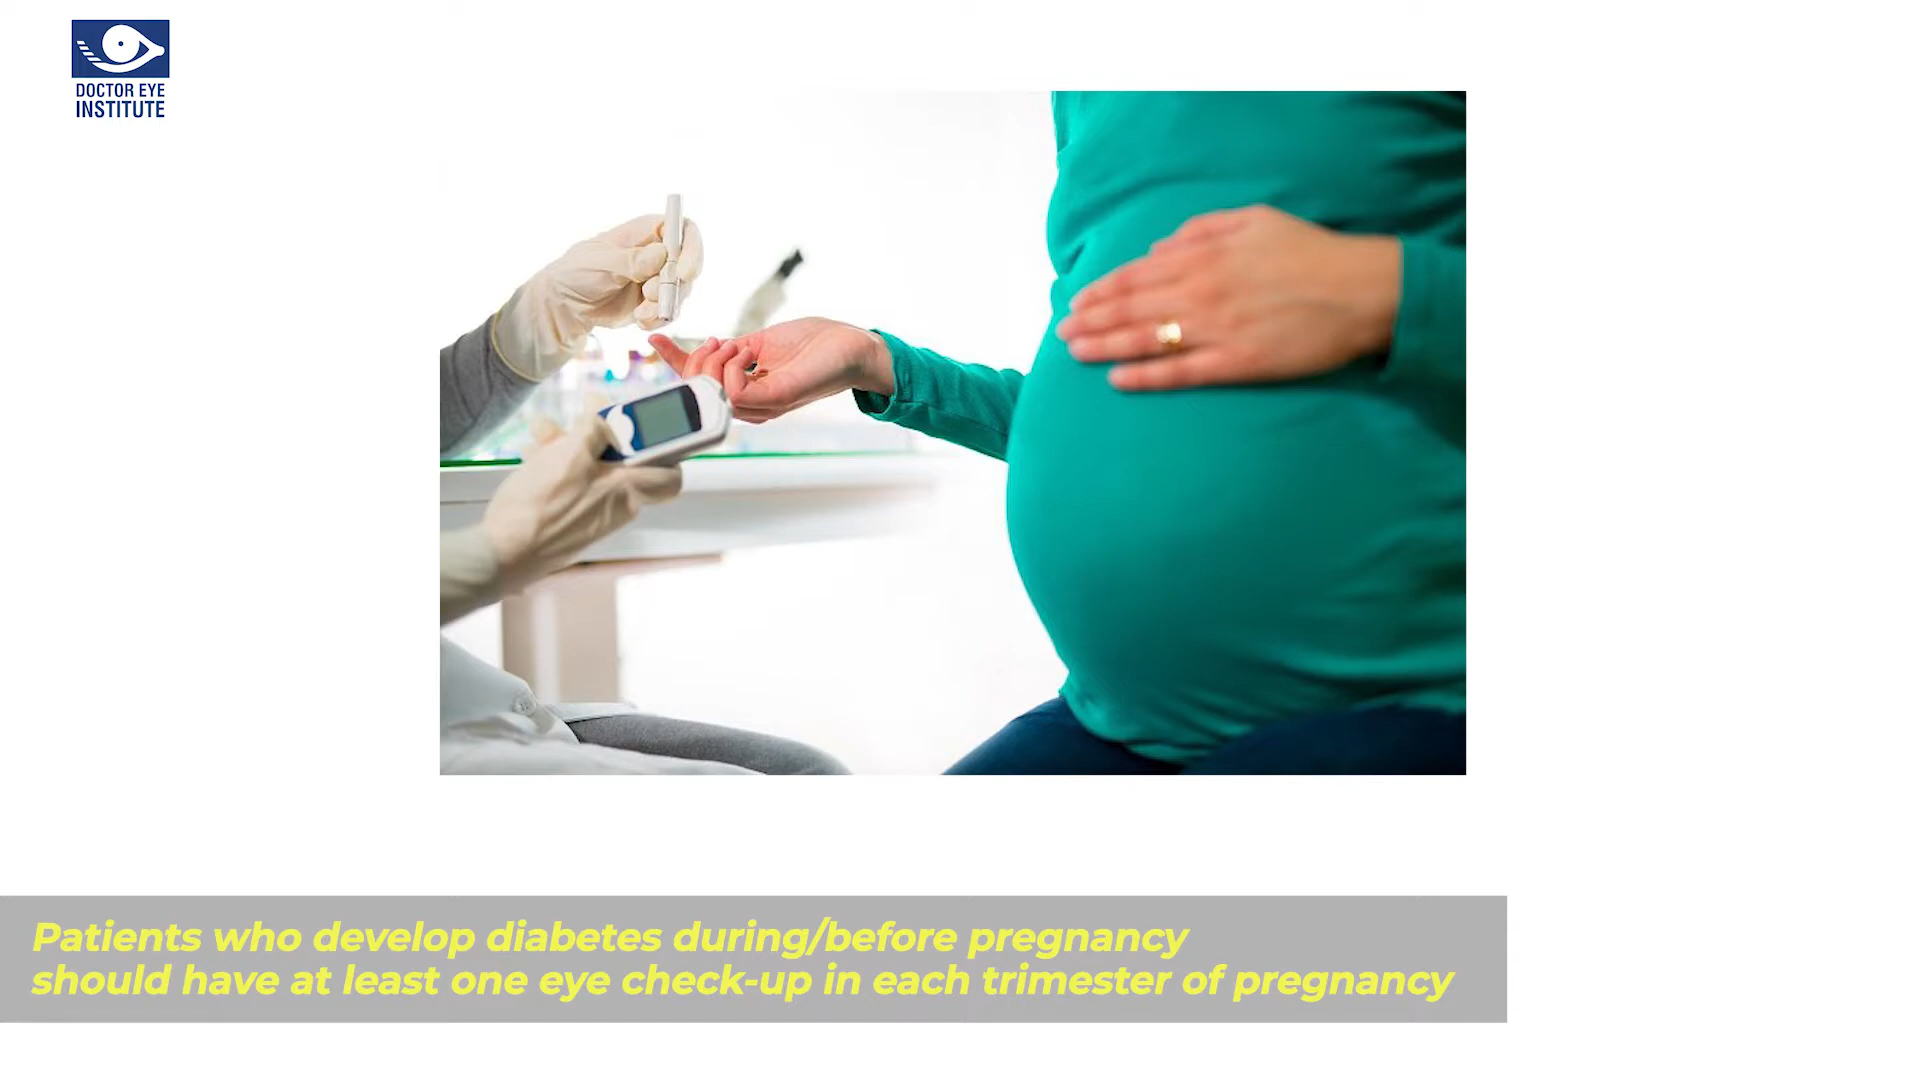 DOCTOR EYE
INSTITUTE
Patients who develop diabetes during/before pregnancy
should have at least one eye check-up in each trimester of pregnancy